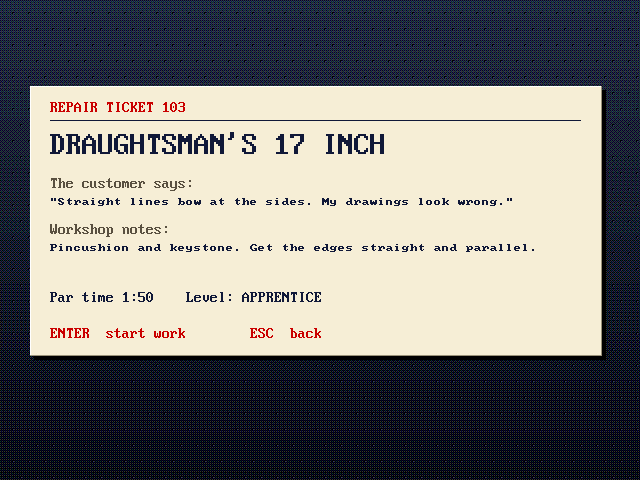 REPAIR TICKET 103
DRAUGHTSMAN'S 17 INCH
The customer says:
"Straight lines bow at the sides. My drawings look wrong."
Workshop notes:
Pincushion and keystone. Get the edges straight and parallel.
Par time 1:50 Level: APPRENTICE
ENTER start work ESC back